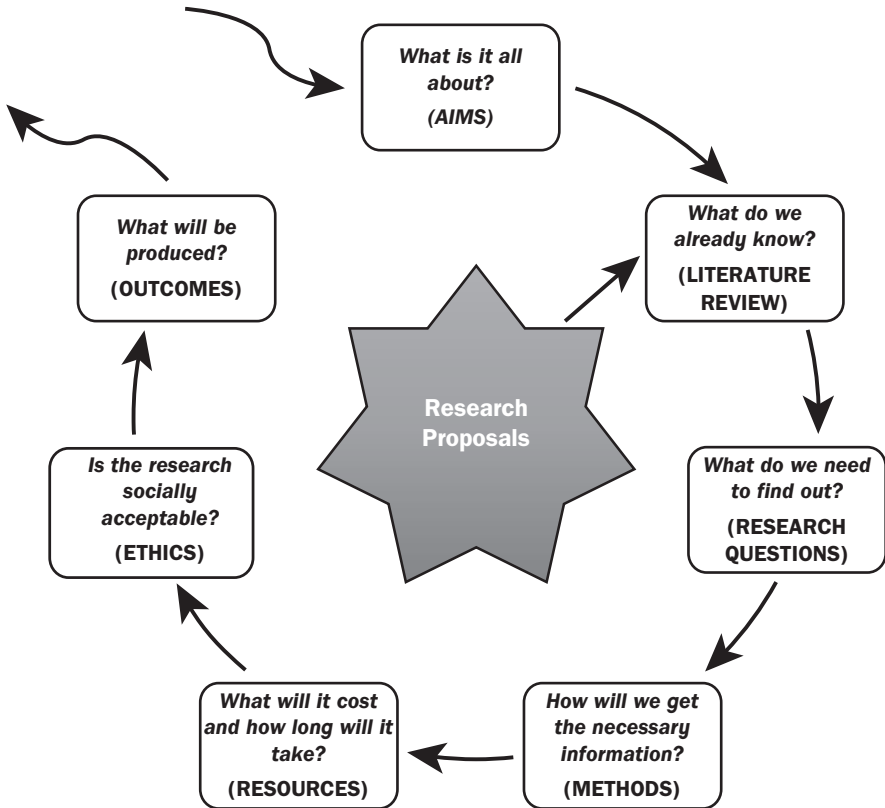 What is it all
about?
(AIMS)
What do we
already know?
(LITERATURE
REVIEW)
What do we need
to find out?
(RESEARCH
QUESTIONS)
How will we get
the necessary
information?
(METHODS)
What will it cost
and how long will it
take?
(RESOURCES)
Is the research
socially
acceptable?
(ETHICS)
What will be
produced?
(OUTCOMES)
Research
Proposals